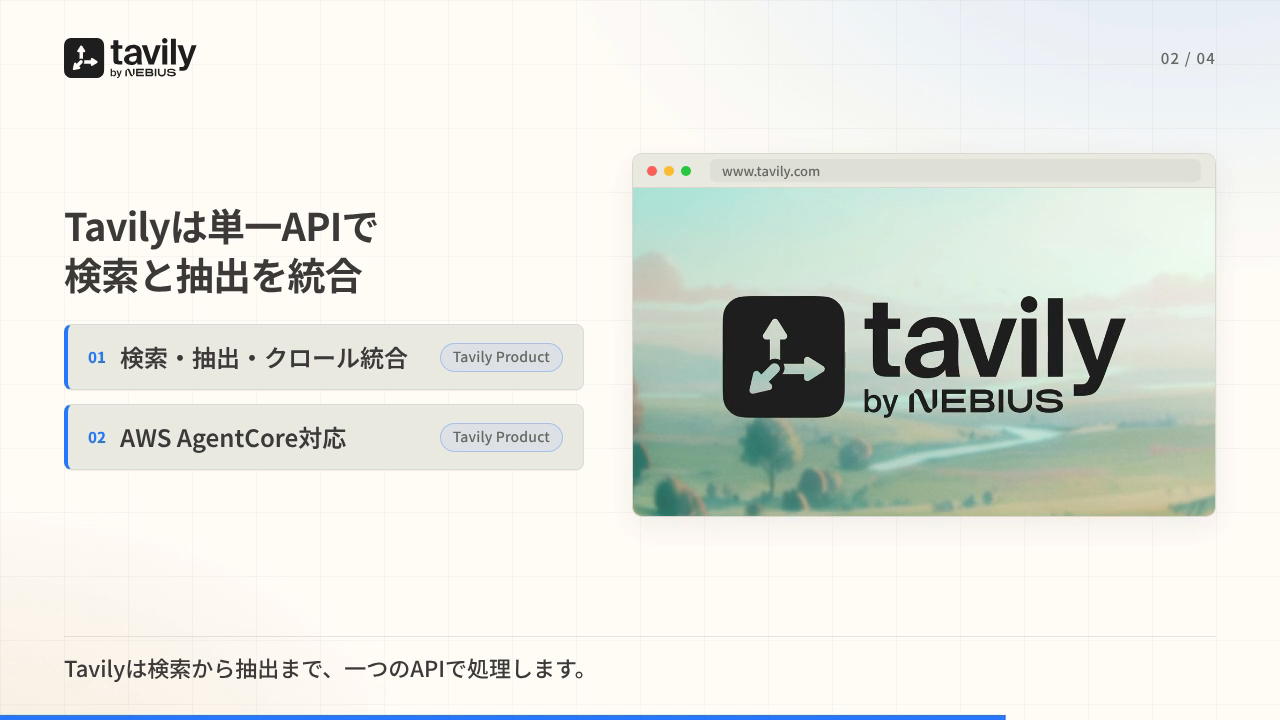 tavily
by NEBIUS
02 / 04
Tavilyは単一APIで
検索と抽出を統合
01 検索・抽出・クロール統合 Tavily Product
02 AWS AgentCore対応 Tavily Product
www.tavily.com
tavily
by NEBIUS
Tavilyは検索から抽出まで、一つのAPIで処理します。